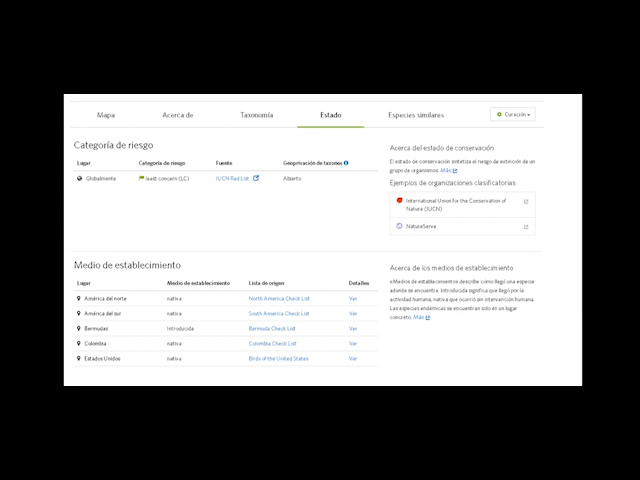 Mapa Acerca de Taxonomía Estado Especies similares Curación
Categoría de riesgo
Lugar Categoría de riesgo Fuente Geoprivación de taxones
Globalmente least concern (LC) IUCN Red List Abierto
Acerca del estado de conservación
El estado de conservación sintetiza el riesgo de extinción de un
grupo de organismos. Más
Ejemplos de organizaciones clasificatorias
International Union for the Conservation of
Natura (IUCN)
NatureServe
Medio de establecimiento
Lugar Medio de establecimiento Lista de origen Detalles
América del norte nativa North America Check List Ver
América del sur nativa South America Check List Ver
Bermudas Introducida Bermuda Check List Ver
Colombia nativa Colombia Check List Ver
Estados Unidos nativa Birds of the United States Ver
Acerca de los medios de establecimiento
«Medios de establecimiento» describe cómo llegó una especie
adonde se encuentra. Introducida significa que llegó por la
actividad humana, nativa que ocurrió sin intervención humana.
Las especies endémicas se encuentran solo en un lugar
concreto. Más